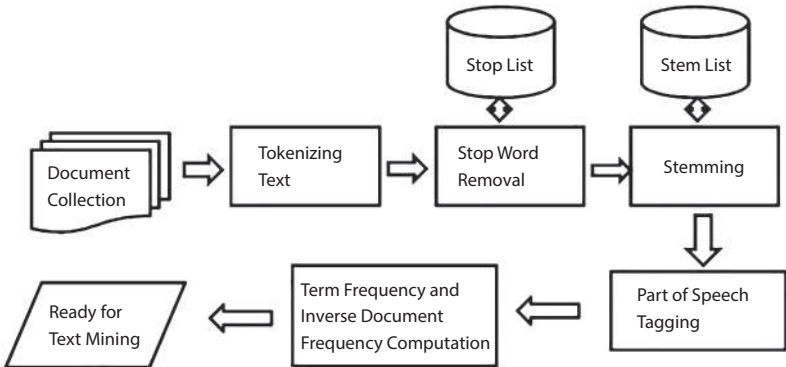 Stop List
Stem List
Document
Collection
Tokenizing
Text
Stop Word
Removal
Stemming
Part of Speech
Tagging
Term Frequency and
Inverse Document
Frequency Computation
Ready for
Text Mining